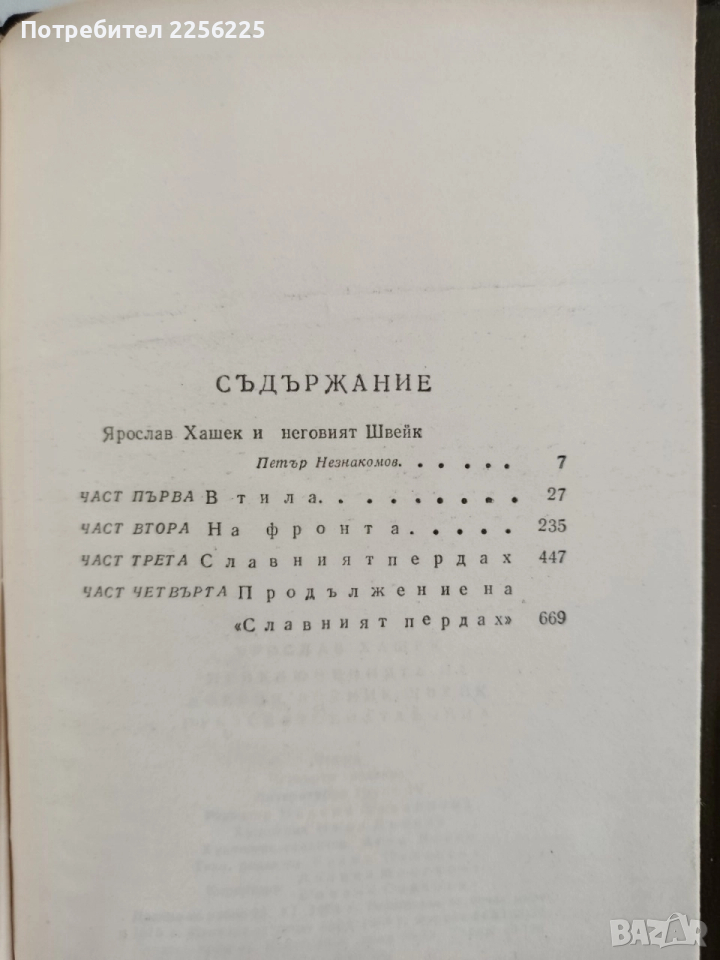 Потребител 2256225
СЪДЪРЖАНИЕ
Ярослав Хашек и неговият Швейк
Петър Незнакомов. . . . . . 7
ЧАСТ ПЪРВА В тила. . . . . . . . . 27
ЧАСТ ВТОРА На фронта. . . . . 235
ЧАСТ ТРЕТА Славният пердах 447
ЧАСТ ЧЕТВЪРТА Продължение на
«Славният пердах» 669
BAZAR